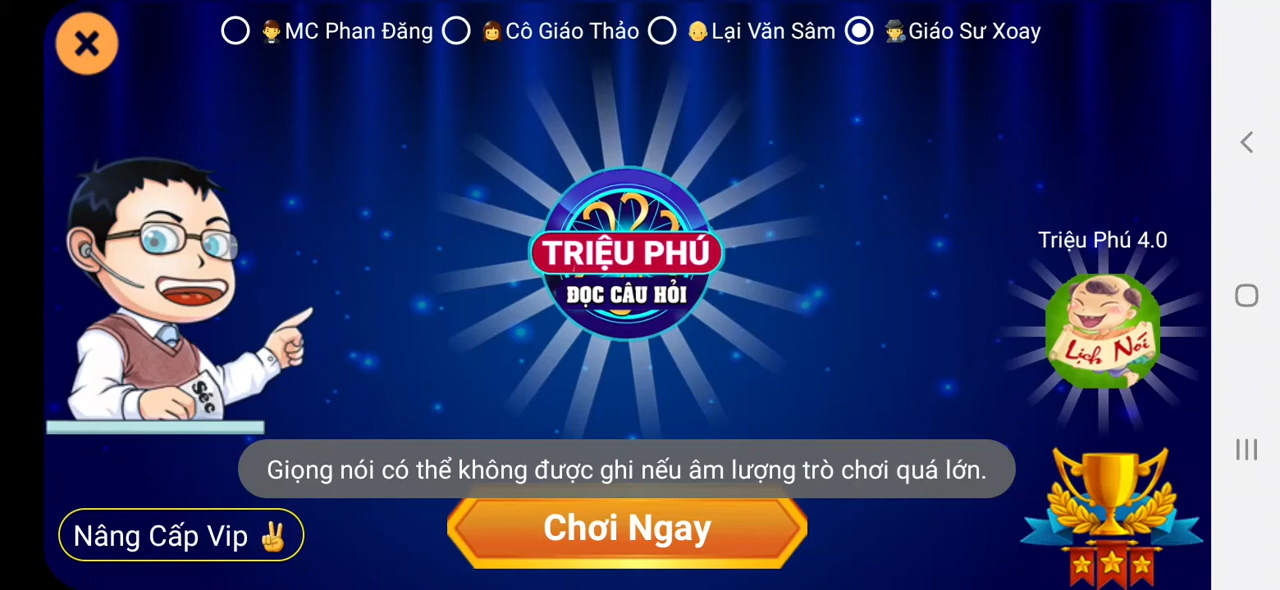 MC Phan Đăng Cô Giáo Thảo Lại Văn Sâm Giáo Sư Xoay
TRIỆU PHÚ
ĐỌC CÂU HỎI
Triệu Phú 4.0
Lịch Nói
Séc
Giọng nói có thể không được ghi nếu âm lượng trò chơi quá lớn.
Nâng Cấp Vip ✌
Chơi Ngay